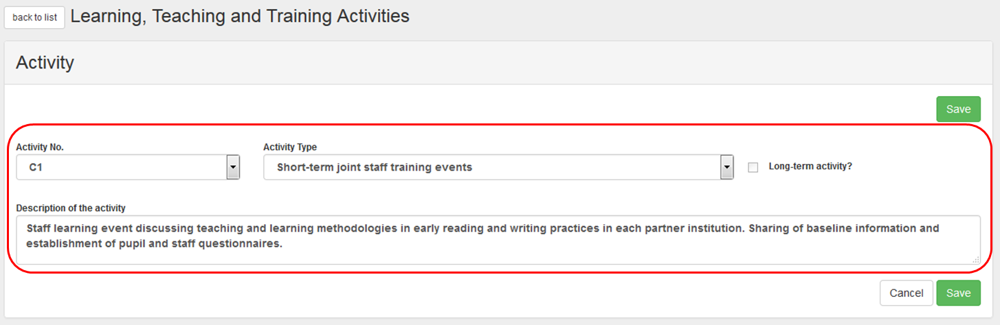 back to list Learning, Teaching and Training Activities
Activity
Save
Activity No. Activity Type
C1 Short-term joint staff training events Long-term activity?
Description of the activity
Staff learning event discussing teaching and learning methodologies in early reading and writing practices in each partner institution. Sharing of baseline information and
establishment of pupil and staff questionnaires.
Cancel Save